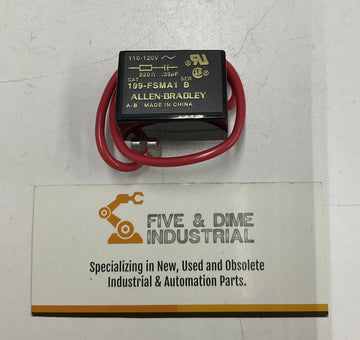 110-120V ~
220Ω .09µF
CAT SER
199-FSMA1 B
ALLEN-BRADLEY
A-B MADE IN CHINA
FIVE & DIME
INDUSTRIAL
Specializing in New, Used and Obsolete
Industrial & Automation Parts.